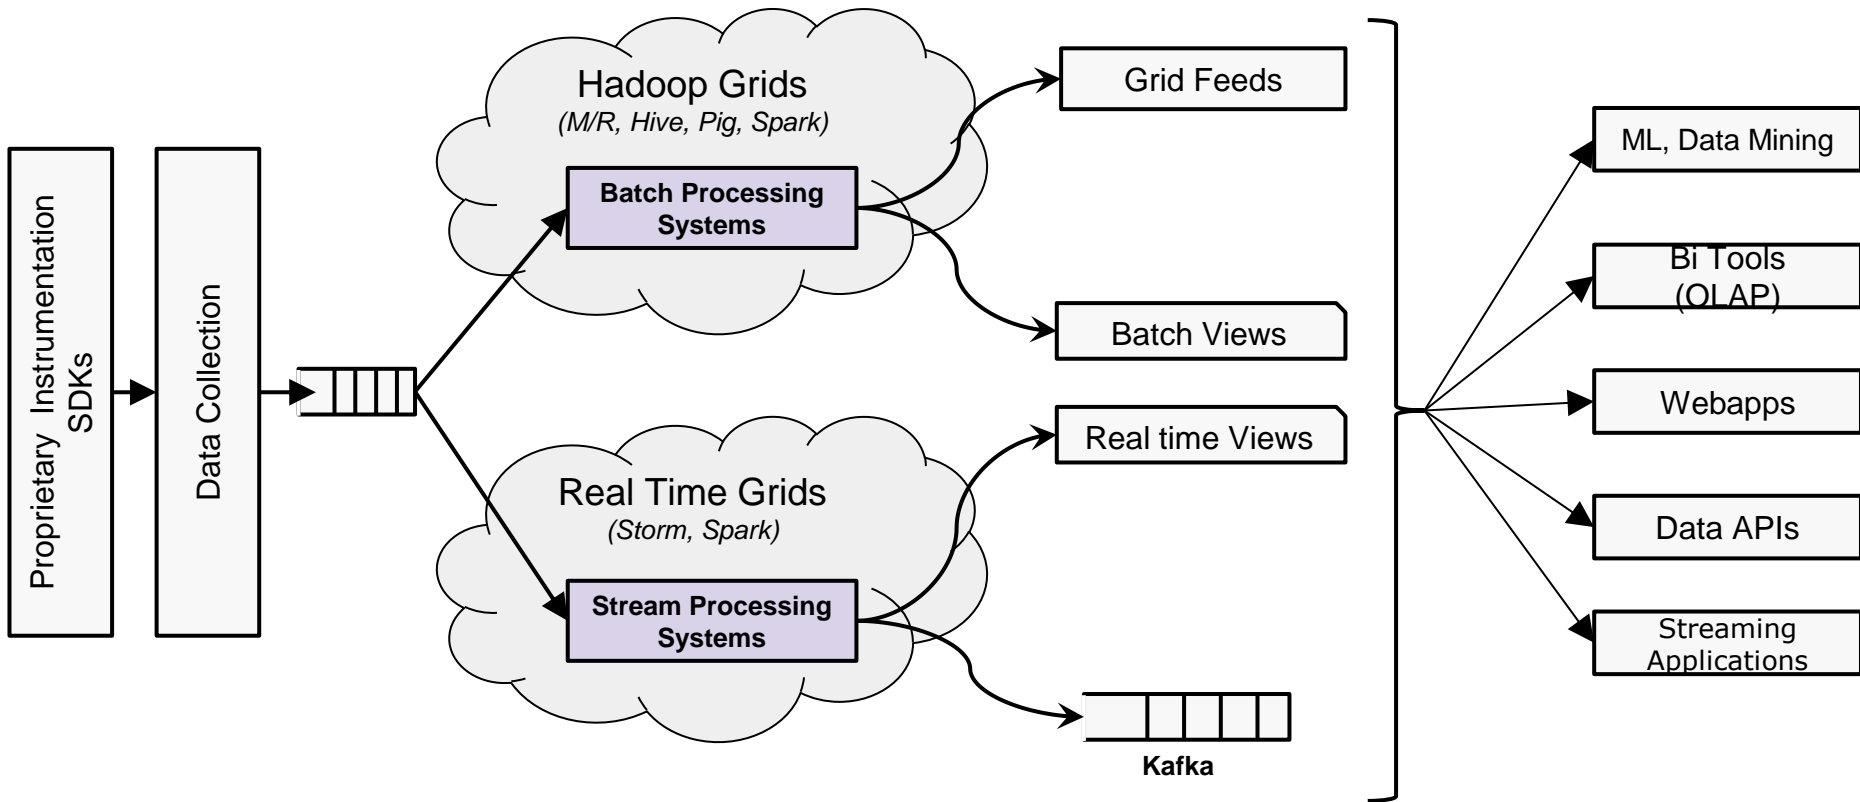 Proprietary Instrumentation
SDKs
Data Collection
Hadoop Grids
(M/R, Hive, Pig, Spark)
Batch Processing
Systems
Real Time Grids
(Storm, Spark)
Stream Processing
Systems
Grid Feeds
Batch Views
Real time Views
Kafka
ML, Data Mining
Bi Tools
(OLAP)
Webapps
Data APIs
Streaming
Applications